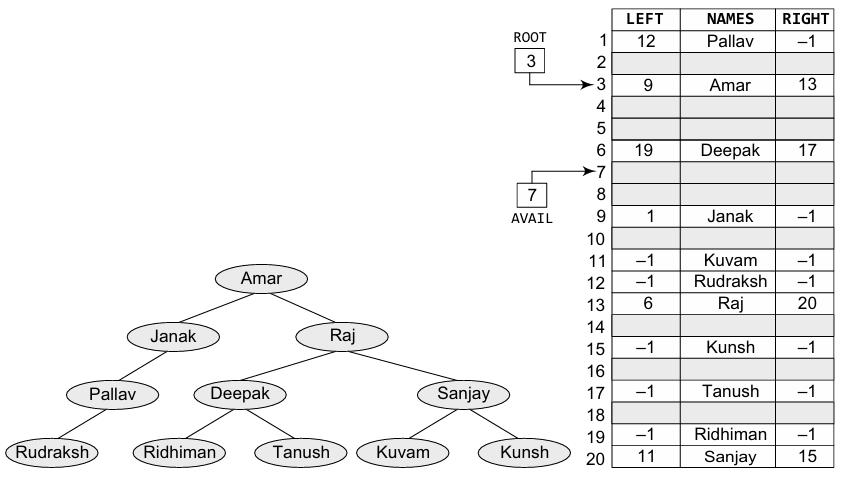 LEFT NAMES RIGHT
ROOT
3
1 12 Pallav –1
2
3 9 Amar 13
4
5
6 19 Deepak 17
7
7
AVAIL
8
9 1 Janak –1
10
11 –1 Kuvam –1
12 –1 Rudraksh –1
13 6 Raj 20
14
15 –1 Kunsh –1
16
17 –1 Tanush –1
18
19 –1 Ridhiman –1
20 11 Sanjay 15
Amar
Janak Raj
Pallav Deepak Sanjay
Rudraksh Ridhiman Tanush Kuvam Kunsh